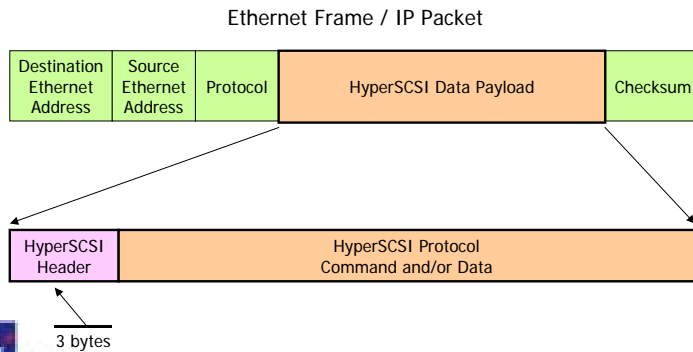 Ethernet Frame / IP Packet
Destination
Ethernet
Address
Source
Ethernet
Address
Protocol
HyperSCSI Data Payload
Checksum
HyperSCSI
Header
HyperSCSI Protocol
Command and/or Data
3 bytes